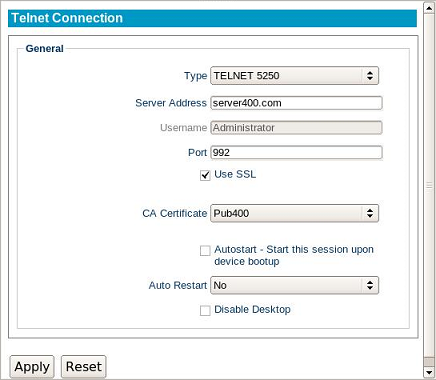 Telnet Connection
General
Type TELNET 5250
Server Address server400.com
Username Administrator
Port 992
Use SSL
CA Certificate Pub400
Autostart - Start this session upon
device bootup
Auto Restart No
Disable Desktop
Apply Reset